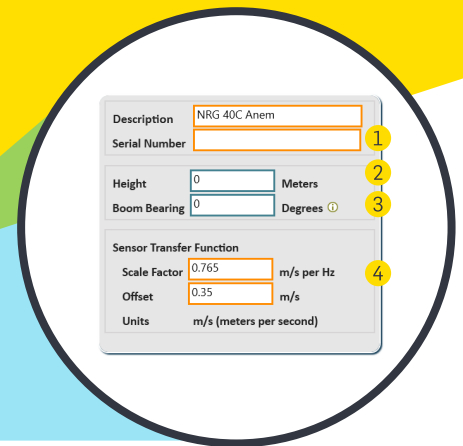 Description NRG 40C Anem
Serial Number 1
2
Height 0 Meters
Boom Bearing 0 Degrees ⓘ 3
Sensor Transfer Function
Scale Factor 0.765 m/s per Hz 4
Offset 0.35 m/s
Units m/s (meters per second)